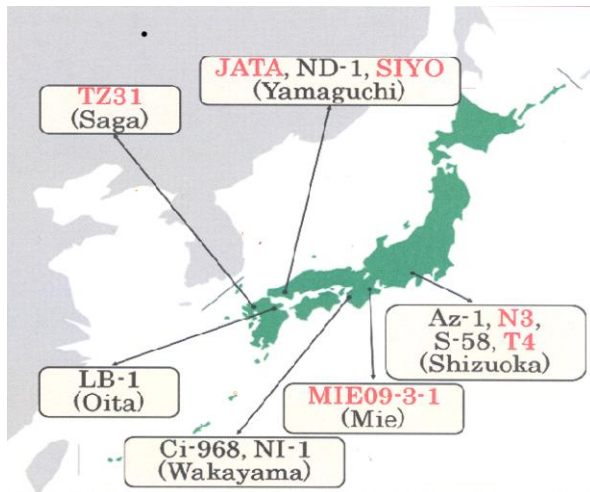 JATA, ND-1, SIYO
(Yamaguchi)
TZ31
(Saga)
Az-1, N3,
S-58, T4
(Shizuoka)
LB-1
(Oita)
MIE09-3-1
(Mie)
Ci-968, NI-1
(Wakayama)